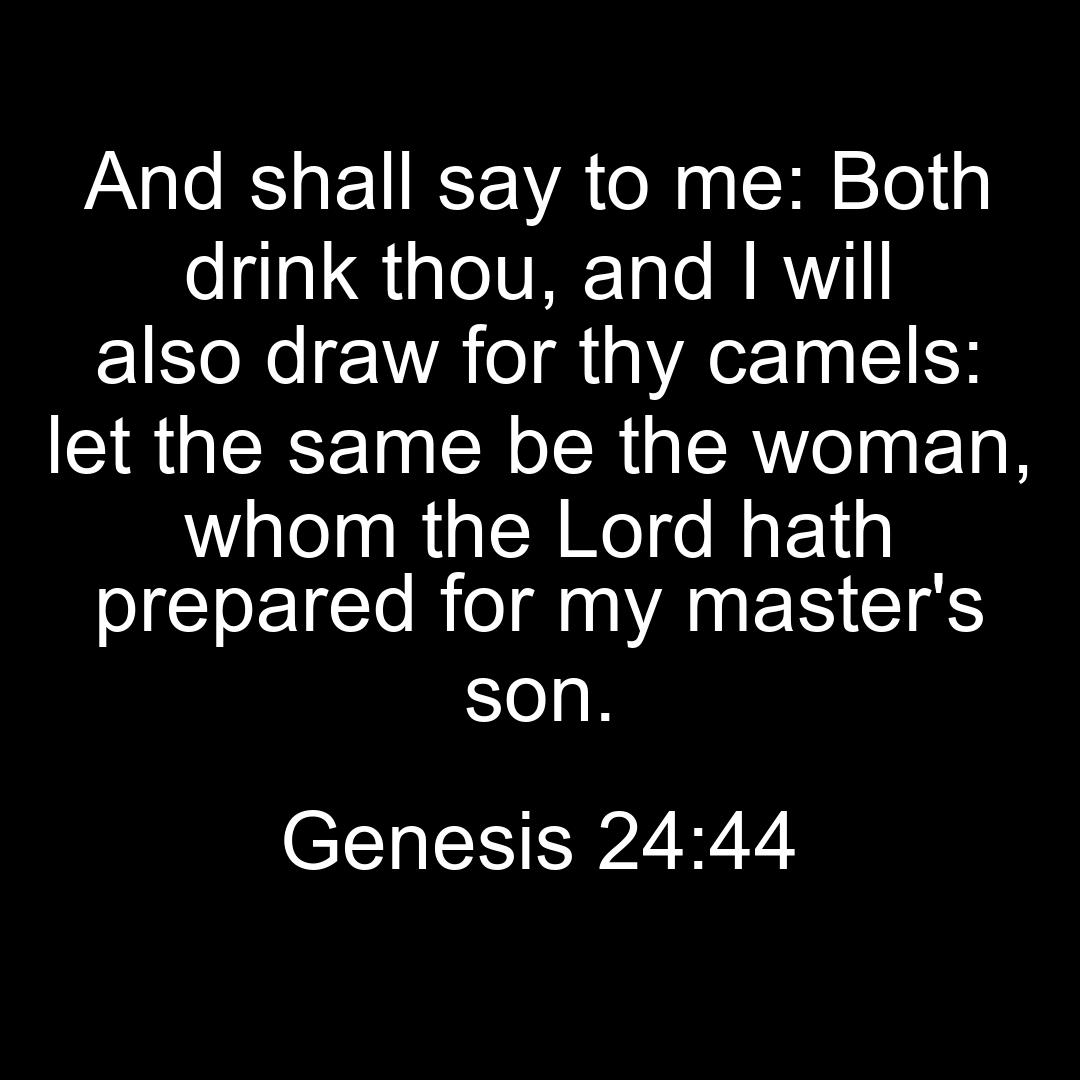 And shall say to me: Both
drink thou, and I will
also draw for thy camels:
let the same be the woman,
whom the Lord hath
prepared for my master's
son.
Genesis 24:44